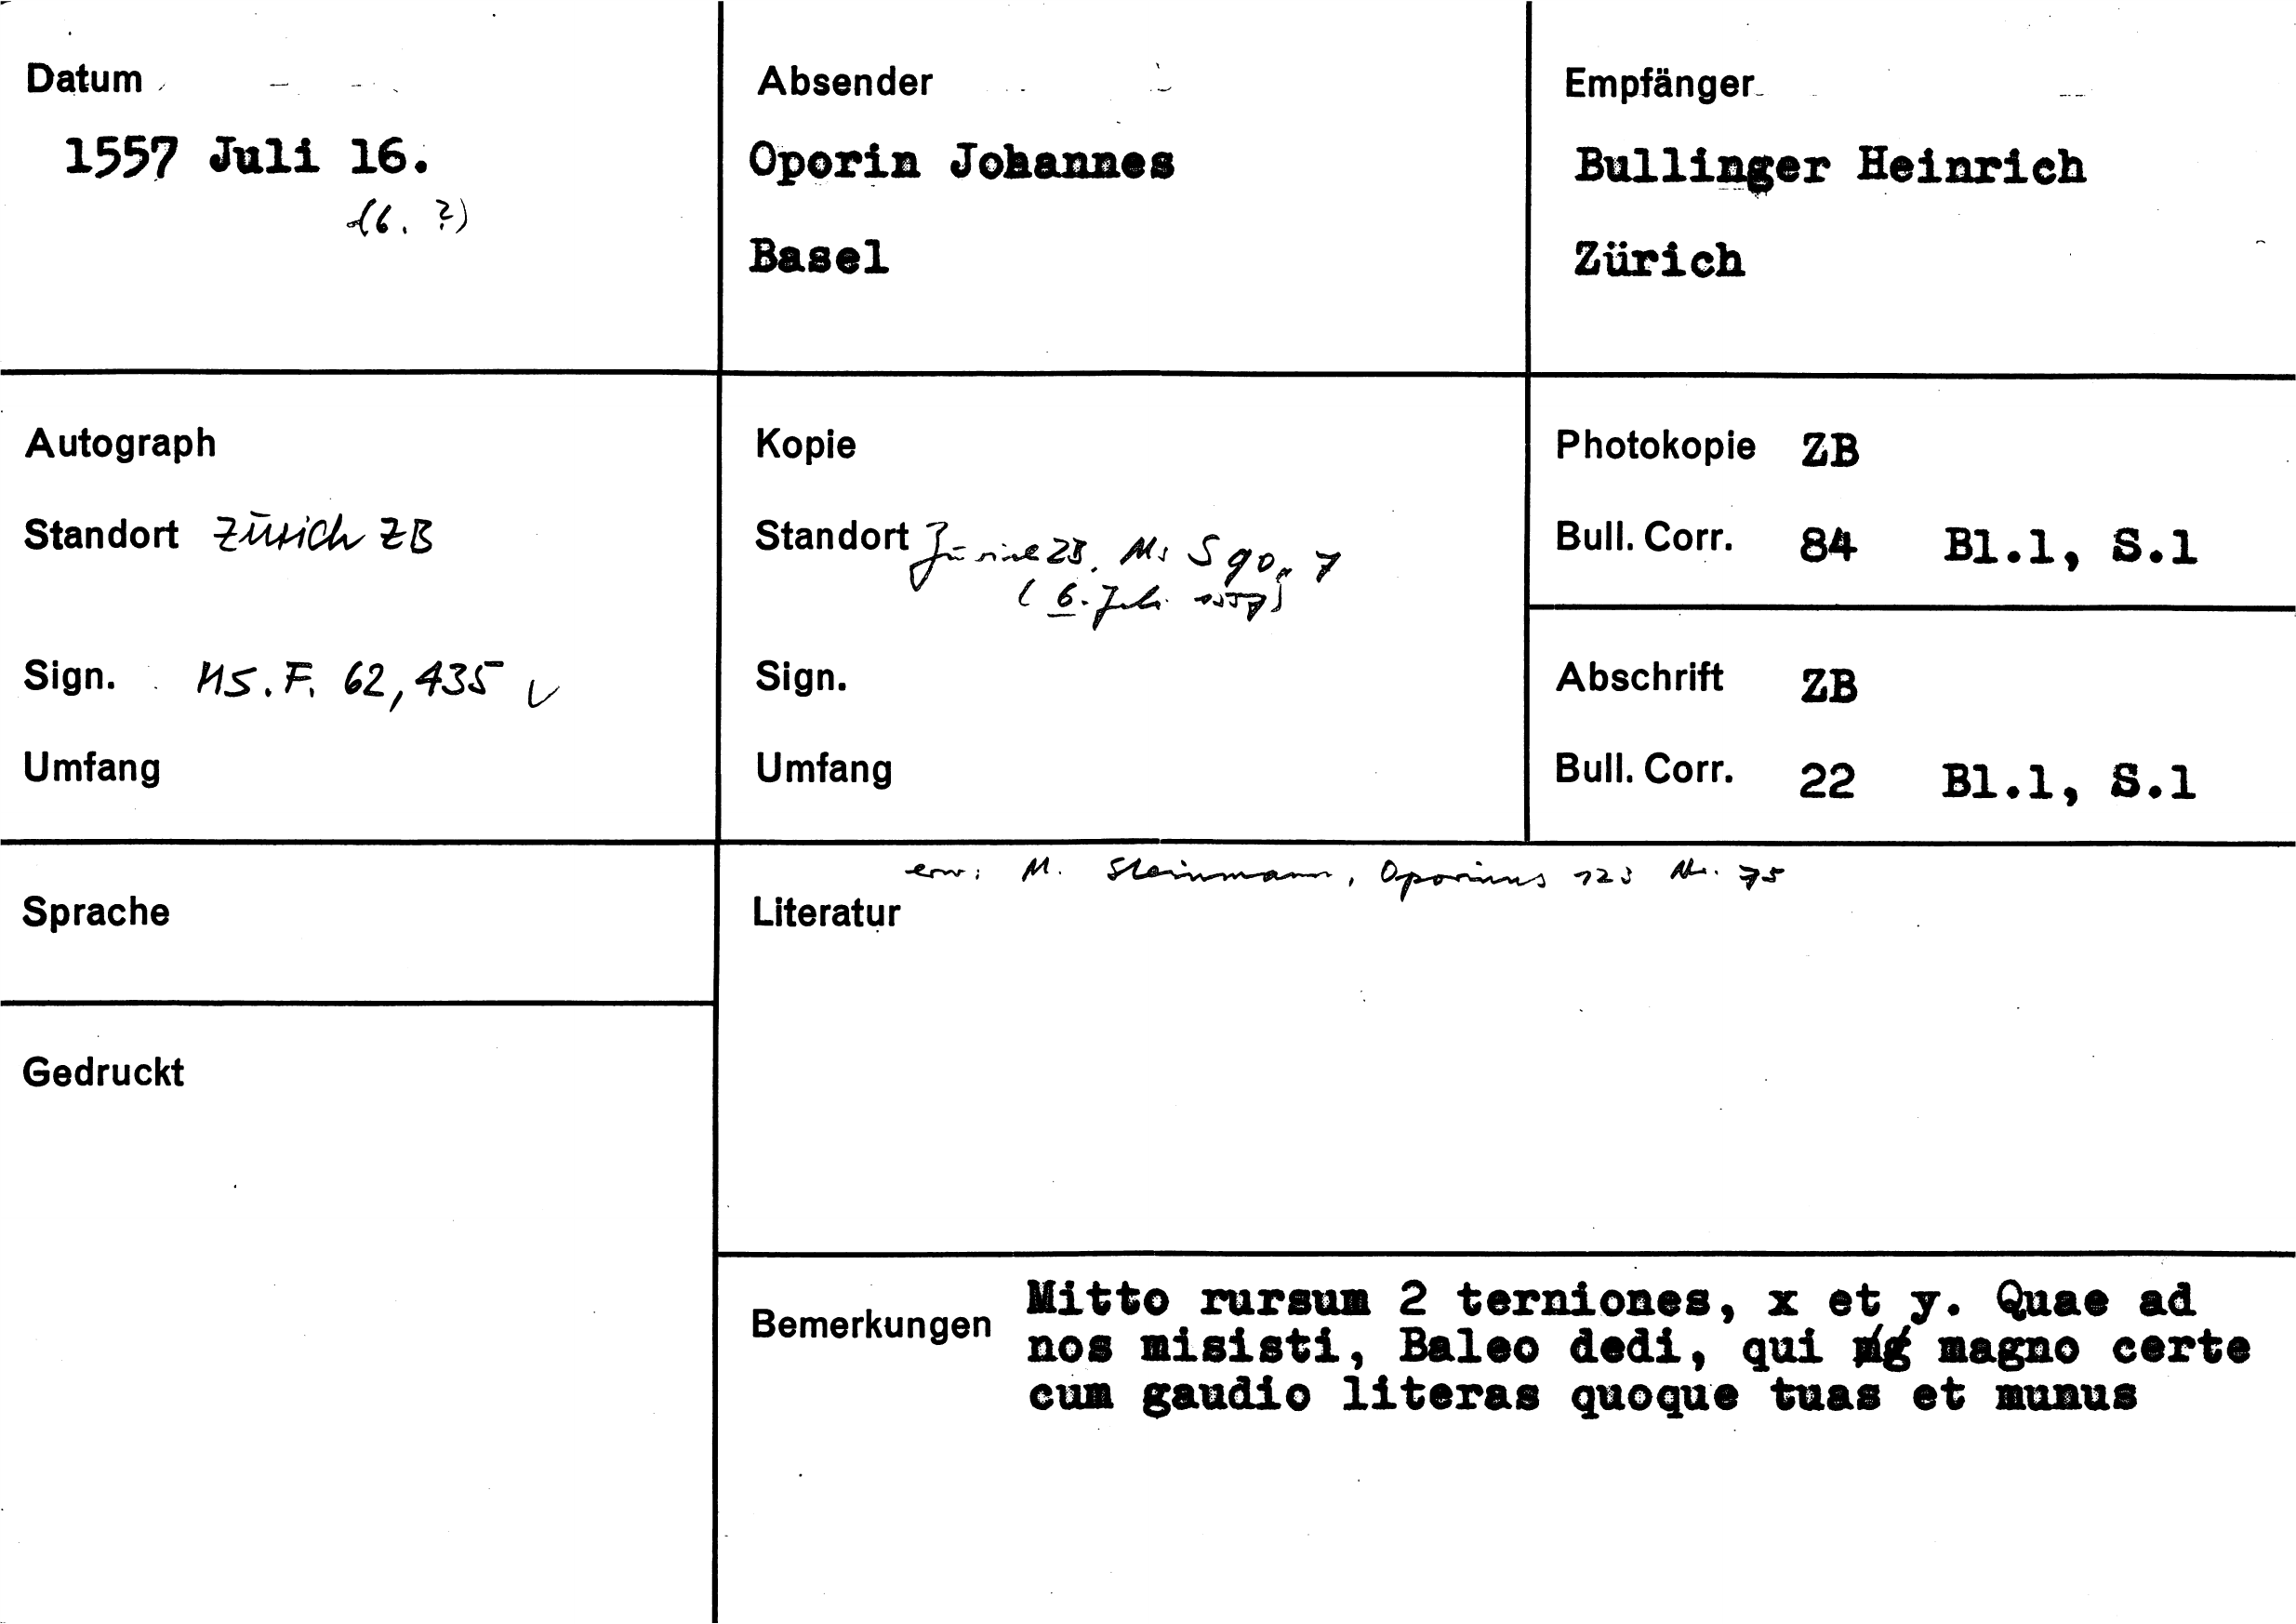 Datum
1557 Juli 16.
(6. ?)
Absender
Oporin Johannes
Basel
Empfänger
Bullinger Heinrich
Zürich
Autograph
Standort Zürich ZB
Sign. MS. F. 62, 435 v
Umfang
Kopie
Standort Zürich ZB. Ms S 90, 7
(6. Juli 1557)
Sign.
Umfang
Photokopie ZB
Bull. Corr. 84 Bl.1, S.1
Abschrift ZB
Bull. Corr. 22 Bl.1, S.1
Sprache
Gedruckt
erw: M. Steinmann, Oporinus 123 Nr. 75
Literatur
Bemerkungen
Mitto rursum 2 terniones, x et y. Quae ad
nos misisti, Baleo dedi, qui magno certe
cum gaudio literas quoque tuas et munus